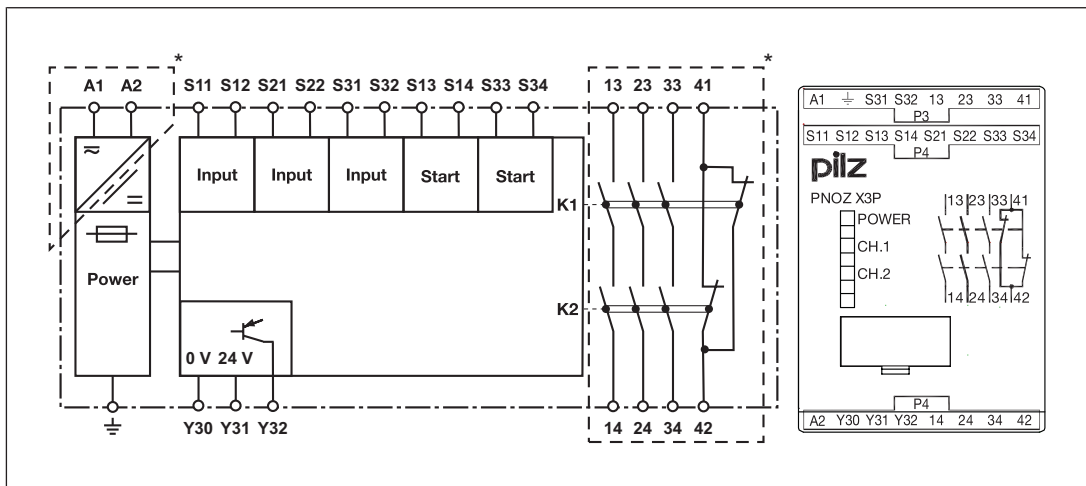 * *
A1 A2 S11 S12 S21 S22 S31 S32 S13 S14 S33 S34 13 23 33 41
Input Input Input Start Start
K1
Power
K2
0 V 24 V
Y30 Y31 Y32 14 24 34 42
A1 S31 S32 13 23 33 41
P3
S11 S12 S13 S14 S21 S22 S33 S34
P4
pilz
PNOZ X3P
13 23 33 41
POWER
CH.1
CH.2
14 24 34 42
P4
A2 Y30 Y31 Y32 14 24 34 42